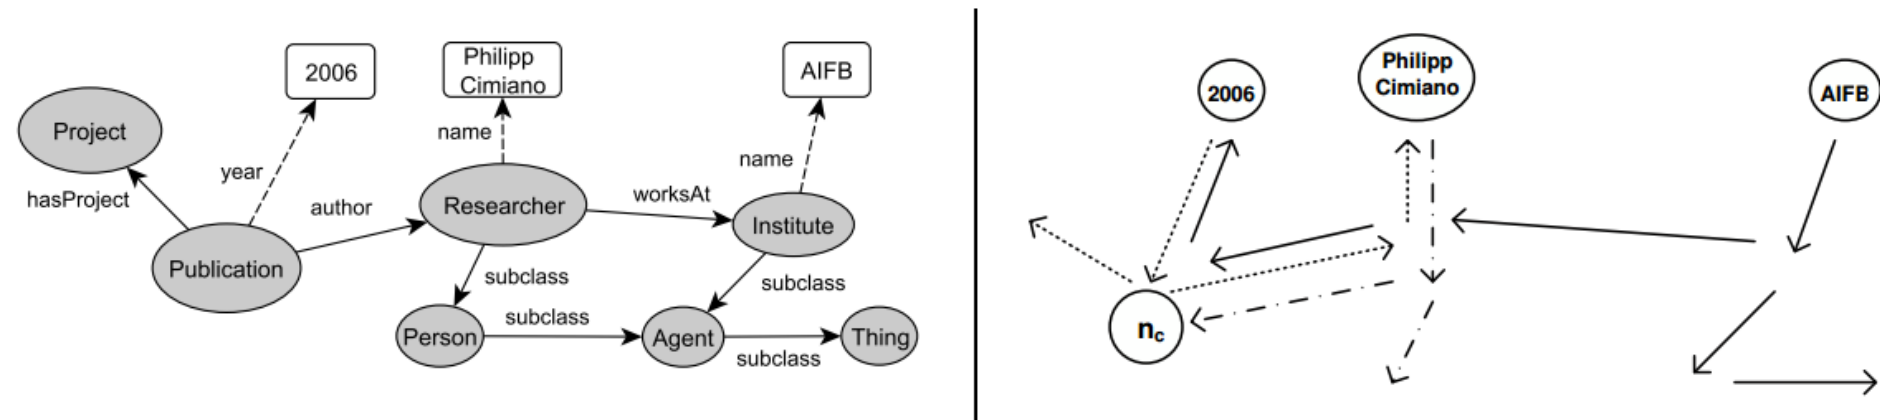 2006
Philipp
Cimiano
AIFB
Project
name
name
year
hasProject
author
Researcher
worksAt
Institute
Publication
subclass
subclass
subclass
Person
Agent
Thing
subclass
2006
Philipp
Cimiano
AIFB
nc